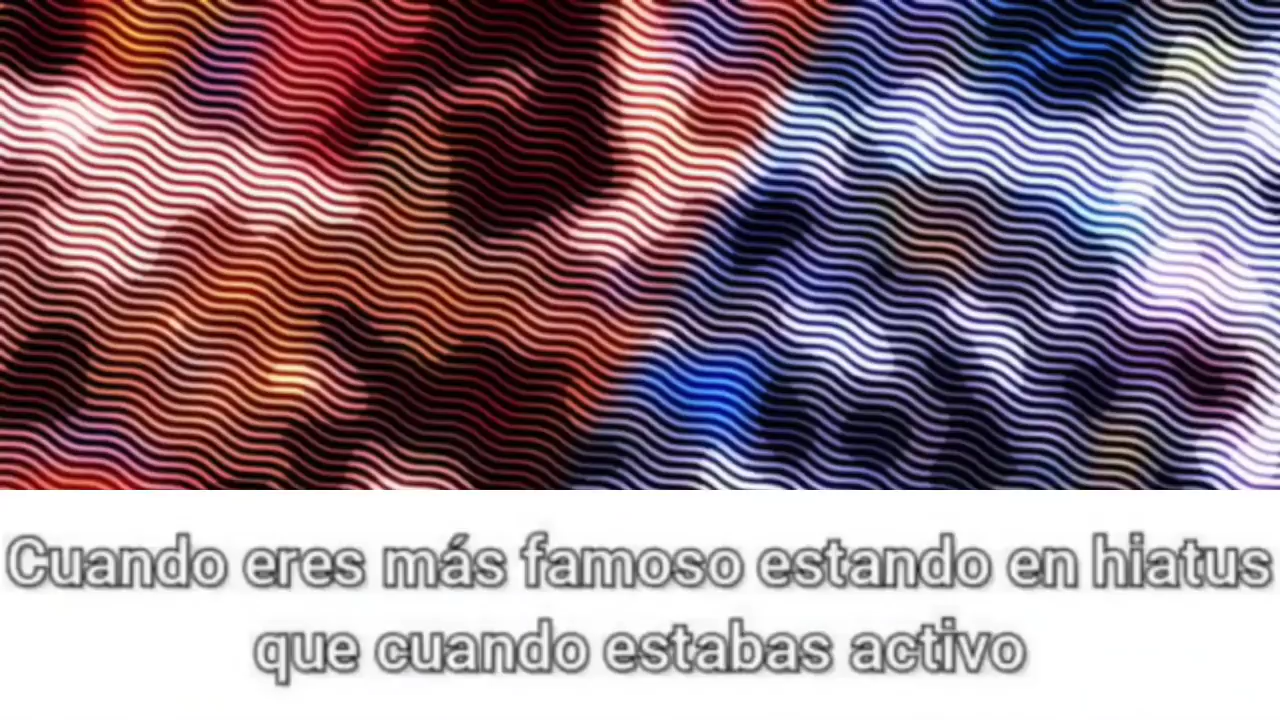 Cuando eres más famoso estando en hiatus
que cuando estabas activo